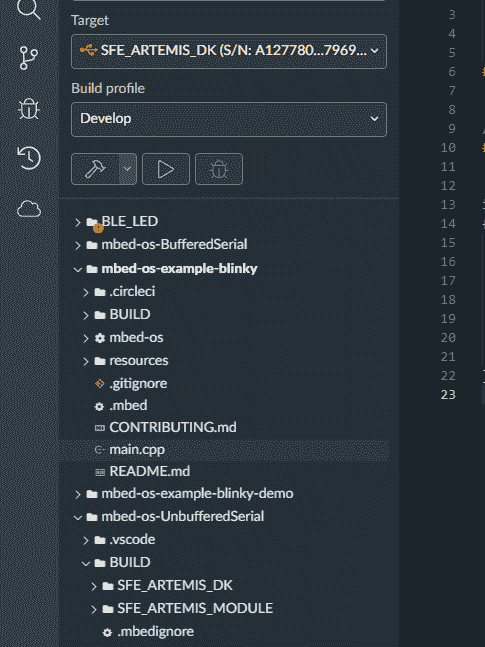 Target
SFE_ARTEMIS_DK (S/N: A127780...7969...
Build profile
Develop
BLE_LED
mbed-os-BufferedSerial
mbed-os-example-blinky
.circleci
BUILD
mbed-os
resources
.gitignore
.mbed
CONTRIBUTING.md
main.cpp
README.md
mbed-os-example-blinky-demo
mbed-os-UnbufferedSerial
.vscode
BUILD
SFE_ARTEMIS_DK
SFE_ARTEMIS_MODULE
.mbedignore
3
4
5
6
7
8
9
10
11
12
13
14
15
16
17
18
19
20
21
22
23